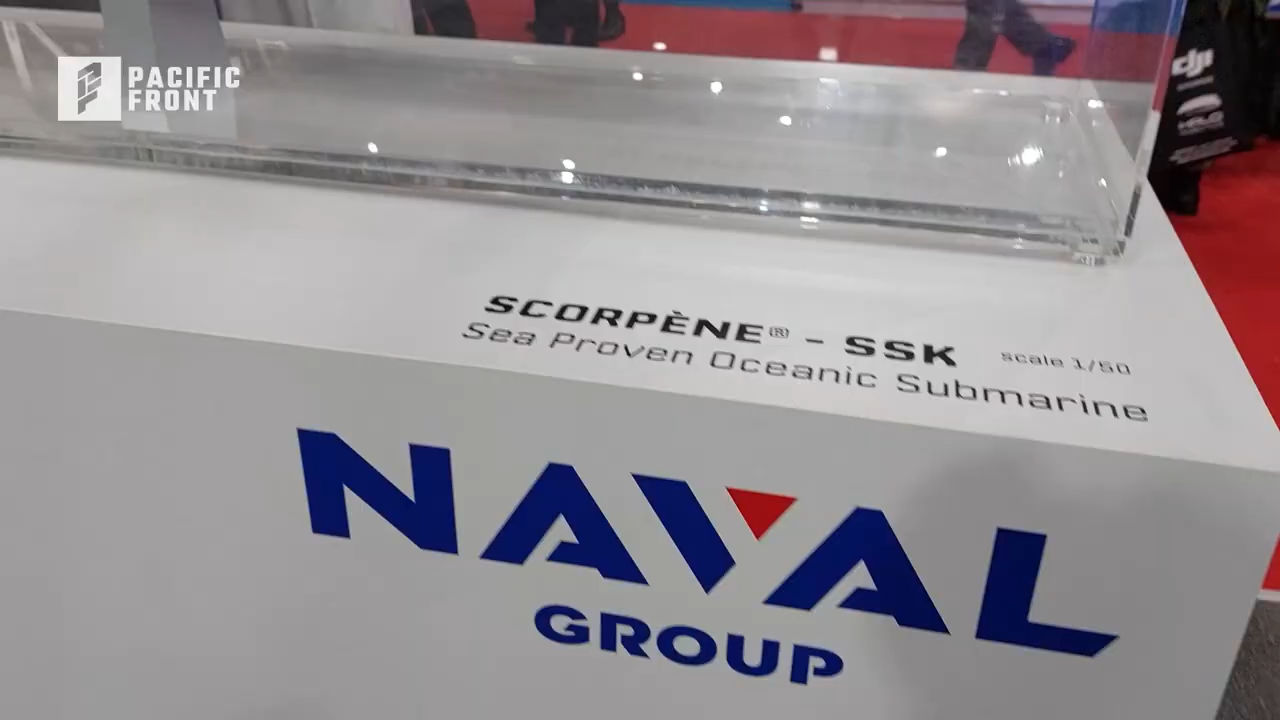 PACIFIC
FRONT
dji
SCORPÈNE® - SSK scale 1/50
Sea Proven Oceanic Submarine
NAVAL
GROUP